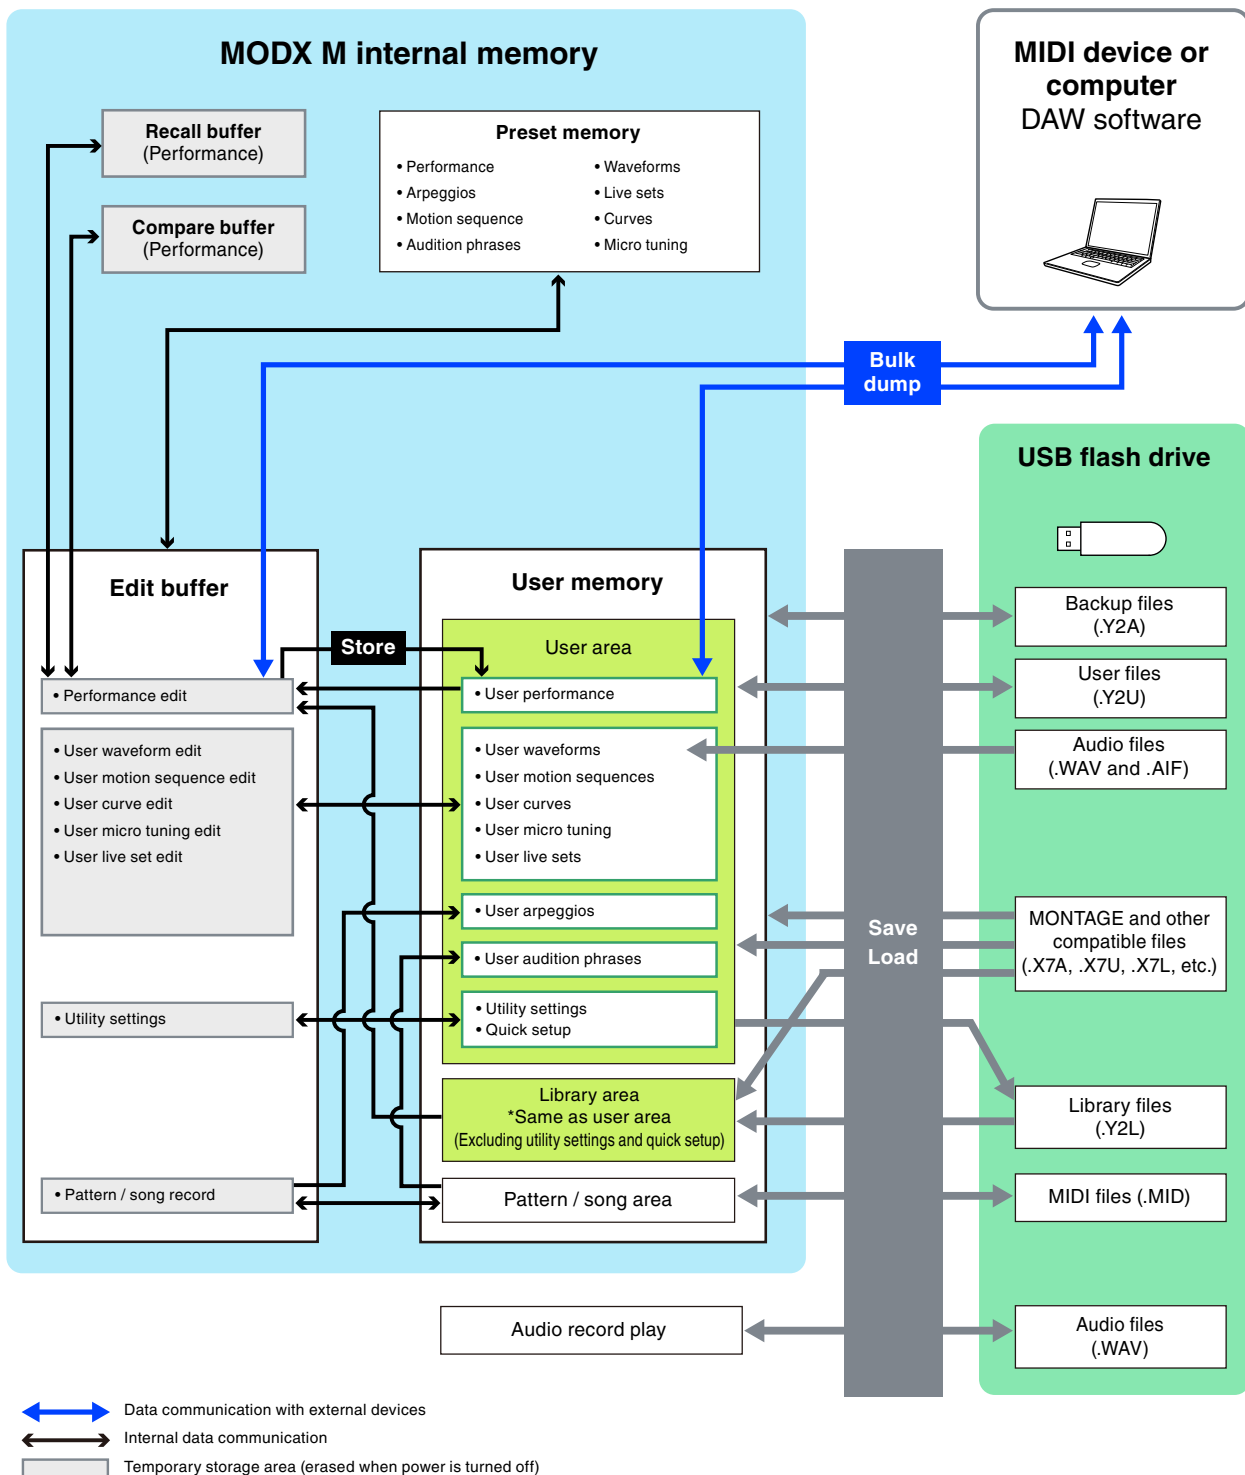 MODX M internal memory
Recall buffer
(Performance)
Compare buffer
(Performance)
Preset memory
• Performance
• Arpeggios
• Motion sequence
• Audition phrases
• Waveforms
• Live sets
• Curves
• Micro tuning
MIDI device or
computer
DAW software
Bulk
dump
USB flash drive
Edit buffer
• Performance edit
• User waveform edit
• User motion sequence edit
• User curve edit
• User micro tuning edit
• User live set edit
• Utility settings
• Pattern / song record
Store
User memory
User area
• User performance
• User waveforms
• User motion sequences
• User curves
• User micro tuning
• User live sets
• User arpeggios
• User audition phrases
• Utility settings
• Quick setup
Library area
*Same as user area
(Excluding utility settings and quick setup)
Pattern / song area
Audio record play
Save
Load
Backup files
(.Y2A)
User files
(.Y2U)
Audio files
(.WAV and .AIF)
MONTAGE and other
compatible files
(.X7A, .X7U, .X7L, etc.)
Library files
(.Y2L)
MIDI files (.MID)
Audio files
(.WAV)
Data communication with external devices
Internal data communication
Temporary storage area (erased when power is turned off)